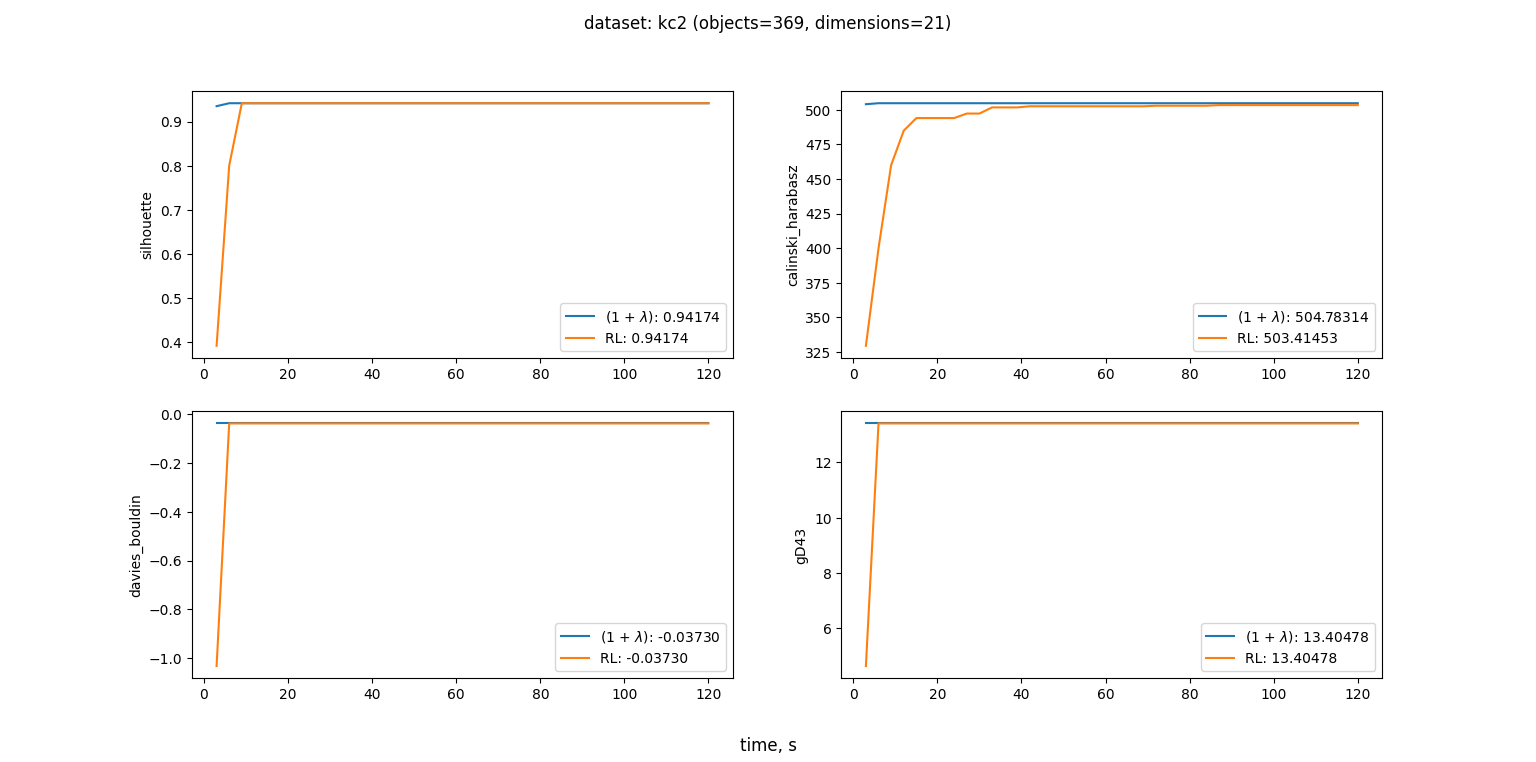 dataset: kc2 (objects=369, dimensions=21)
silhouette
0.9
0.8
0.7
0.6
0.5
0.4
0 20 40 60 80 100 120
(1 + λ): 0.94174
RL: 0.94174
calinski_harabasz
500
475
450
425
400
375
350
325
0 20 40 60 80 100 120
(1 + λ): 504.78314
RL: 503.41453
davies_bouldin
0.0
−0.2
−0.4
−0.6
−0.8
−1.0
0 20 40 60 80 100 120
(1 + λ): -0.03730
RL: -0.03730
gD43
12
10
8
6
0 20 40 60 80 100 120
(1 + λ): 13.40478
RL: 13.40478
time, s